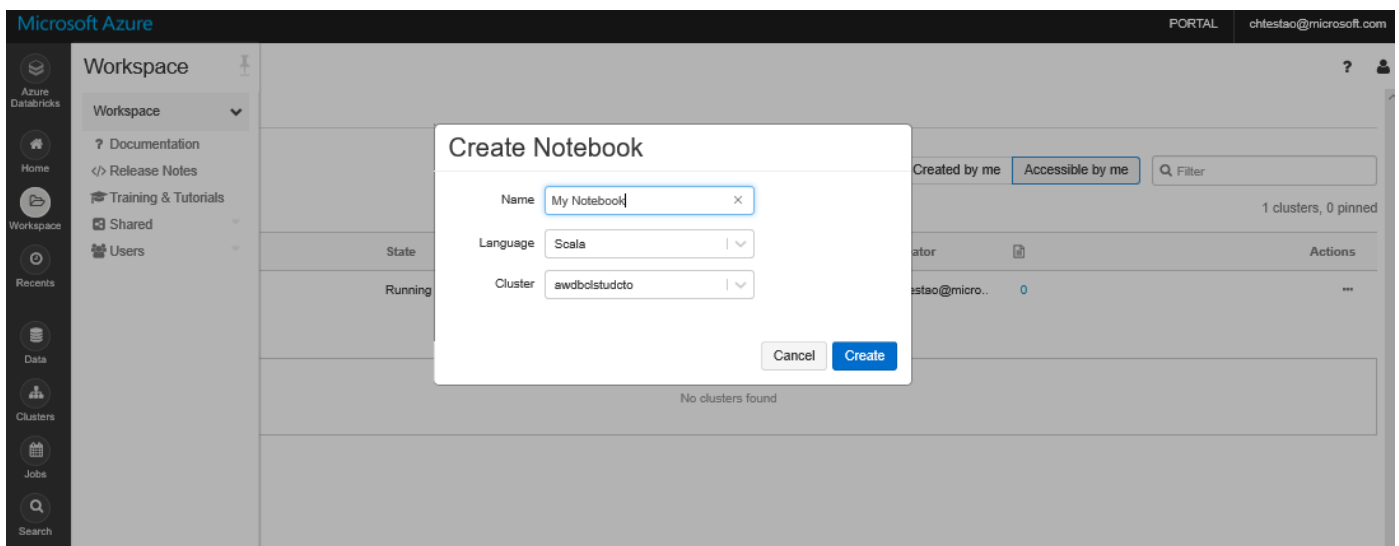 Microsoft Azure
PORTAL
chtestao@microsoft.com
Azure
Databricks
Home
Workspace
Recents
Data
Clusters
Jobs
Search
Workspace
Workspace
? Documentation
</> Release Notes
Training & Tutorials
Shared
Users
?
Created by me
Accessible by me
Filter
1 clusters, 0 pinned
State
ator
Actions
Running
estao@micro..
0
...
No clusters found
Create Notebook
Name
My Notebook
Language
Scala
Cluster
awdbclstudcto
Cancel
Create